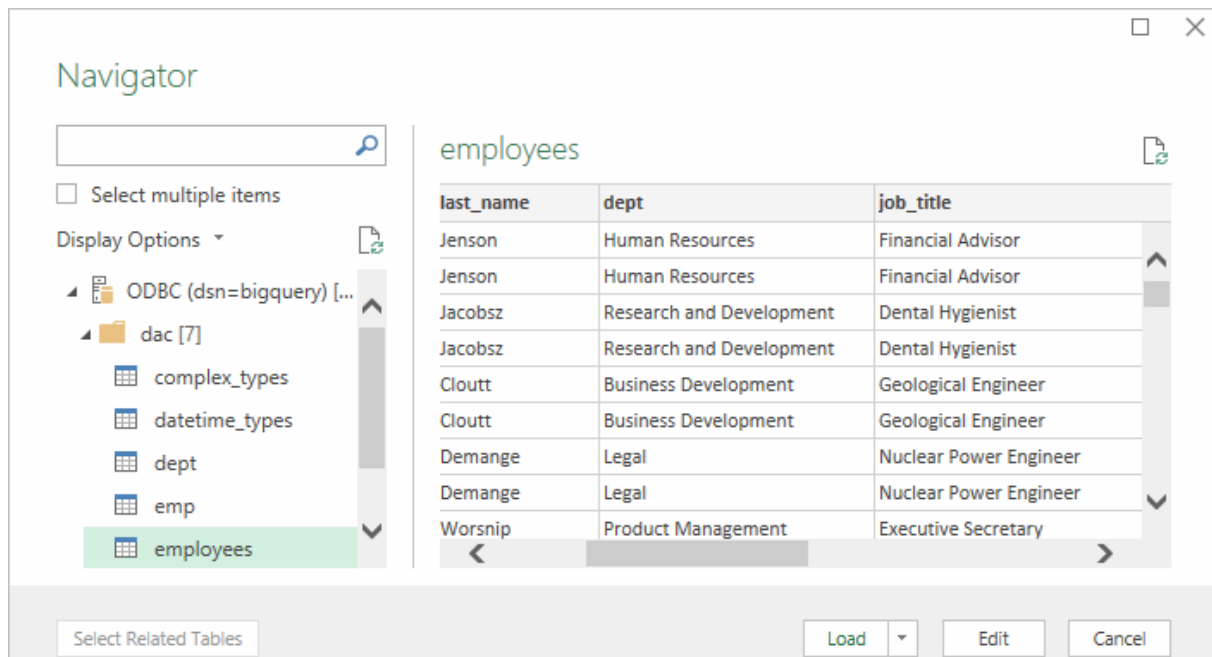 Navigator
Select multiple items
Display Options
ODBC (dsn=bigquery) [...
dac [7]
complex_types
datetime_types
dept
emp
employees
employees
last_name dept job_title
Jenson Human Resources Financial Advisor
Jenson Human Resources Financial Advisor
Jacobsz Research and Development Dental Hygienist
Jacobsz Research and Development Dental Hygienist
Cloutt Business Development Geological Engineer
Cloutt Business Development Geological Engineer
Demange Legal Nuclear Power Engineer
Demange Legal Nuclear Power Engineer
Worsnip Product Management Executive Secretary
Select Related Tables
Load Edit Cancel